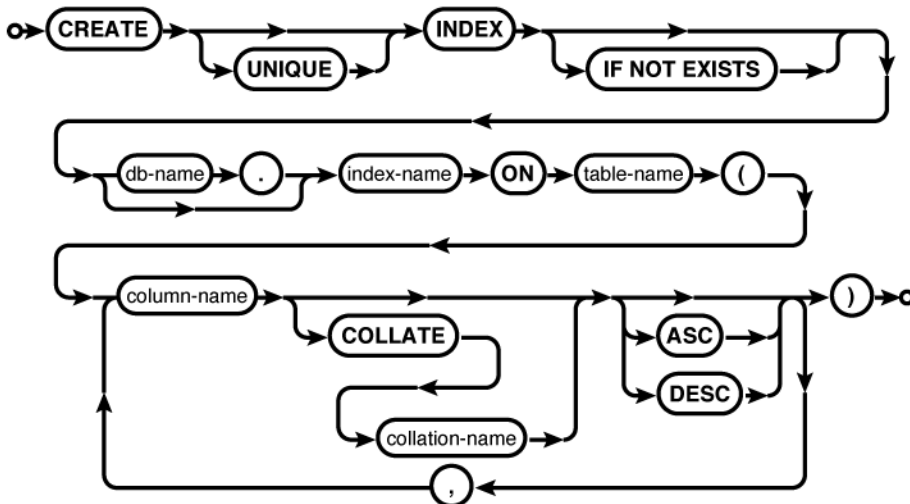 CREATE UNIQUE INDEX IF NOT EXISTS
db-name . index-name ON table-name (
column-name COLLATE collation-name ASC DESC )
,